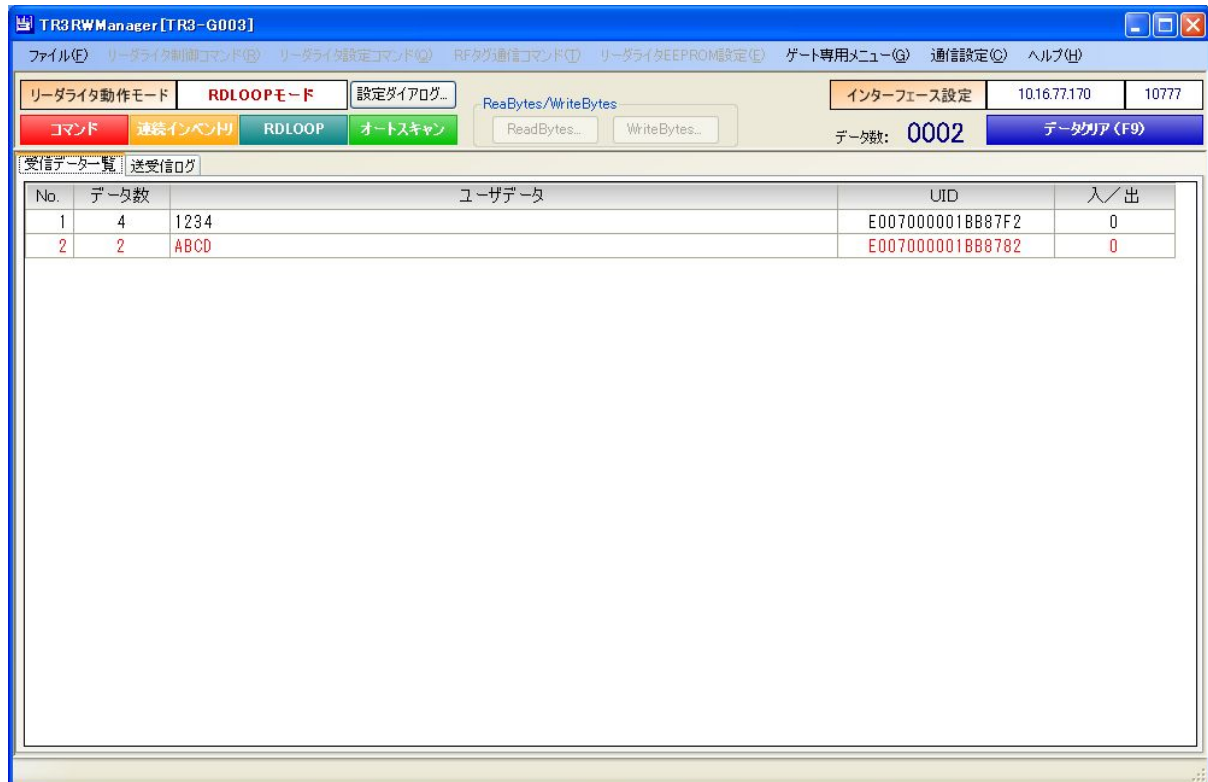 TR3RWManager[TR3-G003]
ファイル(F) リーダライタ制御コマンド(R) リーダライタ設定コマンド(Q) RFタグ通信コマンド(T) リーダライタEEPROM設定(E) ゲート専用メニュー(G) 通信設定(C) ヘルプ(H)
リーダライタ動作モード RDLOOPモード 設定ダイアログ... ReaBytes/WriteBytes インターフェース設定 10.16.77.170 10777
コマンド 連続インベントリ RDLOOP オートスキャン ReadBytes... WriteBytes... データ数: 0002 データクリア(F9)
受信データ一覧 送受信ログ
No. データ数 ユーザデータ UID 入/出
1 4 1234 E007000001BB87F2 0
2 2 ABCD E007000001BB8782 0